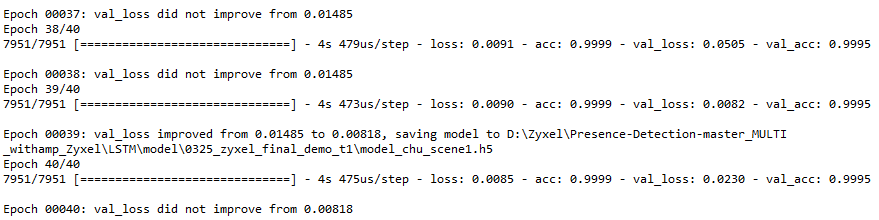 Epoch 00037: val_loss did not improve from 0.01485
Epoch 38/40
7951/7951 [==============================] - 4s 479us/step - loss: 0.0091 - acc: 0.9999 - val_loss: 0.0505 - val_acc: 0.9995
Epoch 00038: val_loss did not improve from 0.01485
Epoch 39/40
7951/7951 [==============================] - 4s 473us/step - loss: 0.0090 - acc: 0.9999 - val_loss: 0.0082 - val_acc: 0.9995
Epoch 00039: val_loss improved from 0.01485 to 0.00818, saving model to D:\Zyxel\Presence-Detection-master_MULTI
_withamp_Zyxel\LSTM\model\0325_zyxel_final_demo_t1\model_chu_scene1.h5
Epoch 40/40
7951/7951 [==============================] - 4s 475us/step - loss: 0.0085 - acc: 0.9999 - val_loss: 0.0230 - val_acc: 0.9995
Epoch 00040: val_loss did not improve from 0.00818